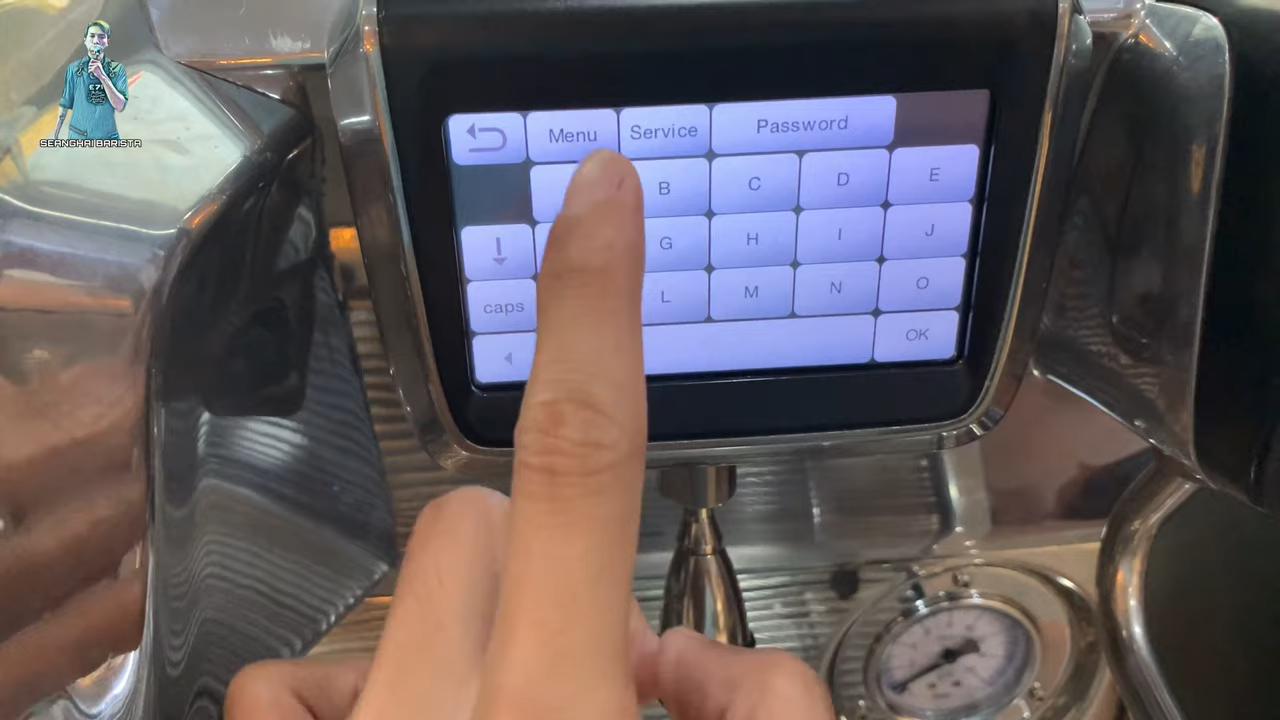 SEANGHAI BARISTA
Menu Service Password
B C D E
G H I J
caps L M N O
OK